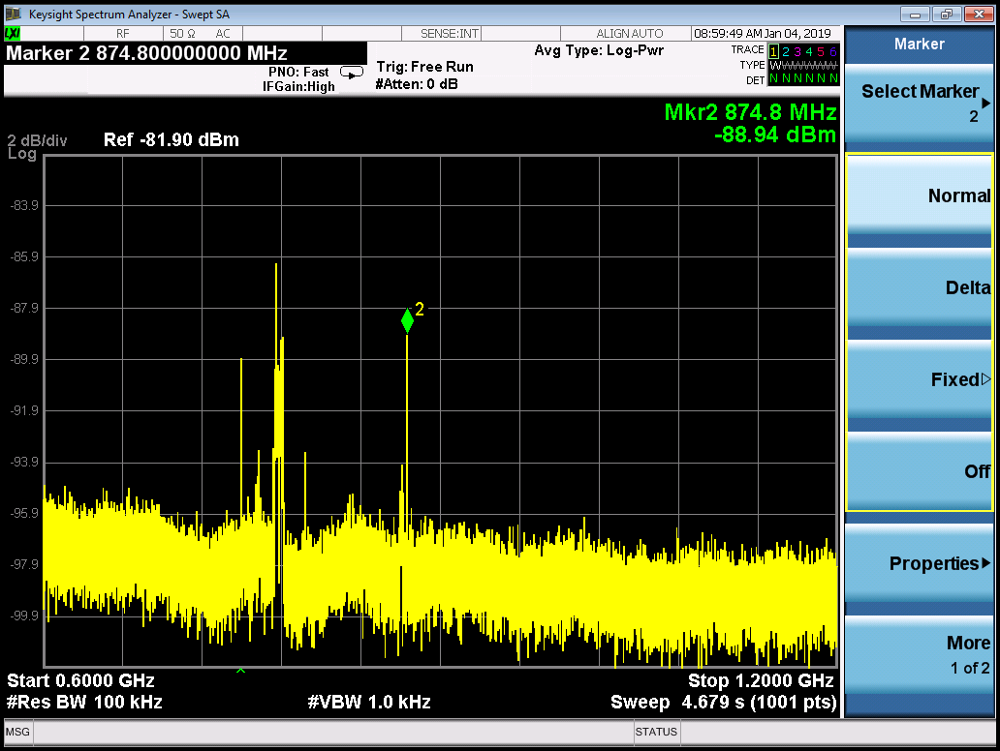 Keysight Spectrum Analyzer - Swept SA
LXI RF 50 Ω AC SENSE:INT ALIGN AUTO 08:59:49 AM Jan 04, 2019
Marker 2 874.800000000 MHz
PNO: Fast
IFGain:High
Trig: Free Run
#Atten: 0 dB
Avg Type: Log-Pwr
TRACE 1 2 3 4 5 6
TYPE W W W W W W
DET N N N N N N
Mkr2 874.8 MHz
-88.94 dBm
2 dB/div
Log
Ref -81.90 dBm
-83.9
-85.9
-87.9
-89.9
-91.9
-93.9
-95.9
-97.9
-99.9
2
Start 0.6000 GHz
Stop 1.2000 GHz
#Res BW 100 kHz
#VBW 1.0 kHz
Sweep 4.679 s (1001 pts)
MSG
STATUS
Marker
Select Marker
2
Normal
Delta
Fixed
Off
Properties
More
1 of 2